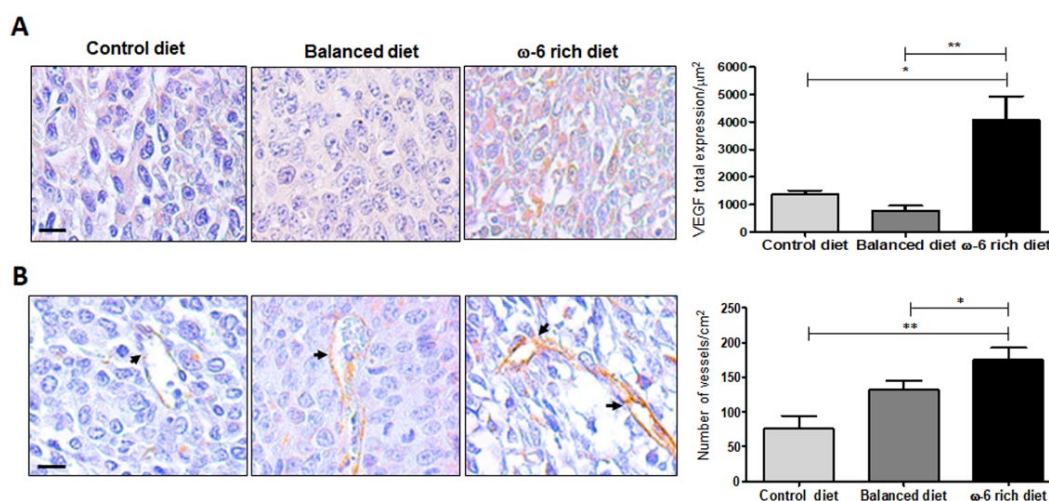 A
Control diet
Balanced diet
ω-6 rich diet
**
*
VEGF total expression/μm²
6000
5000
4000
3000
2000
1000
0
Control diet
Balanced diet
ω-6 rich diet
B
*
**
Number of vessels/cm²
250
200
150
100
50
0
Control diet
Balanced diet
ω-6 rich diet